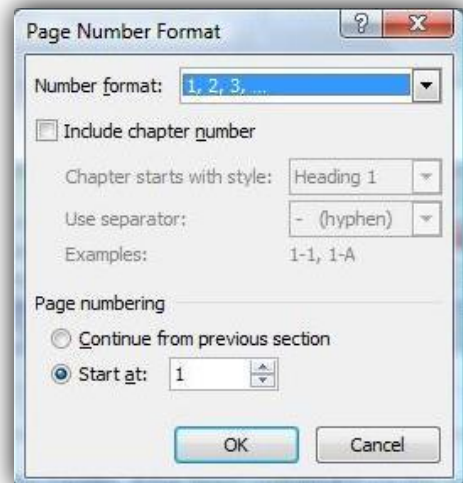 Page Number Format
Number format: 1, 2, 3, ...
Include chapter number
Chapter starts with style: Heading 1
Use separator: - (hyphen)
Examples: 1-1, 1-A
Page numbering
Continue from previous section
Start at: 1
OK Cancel